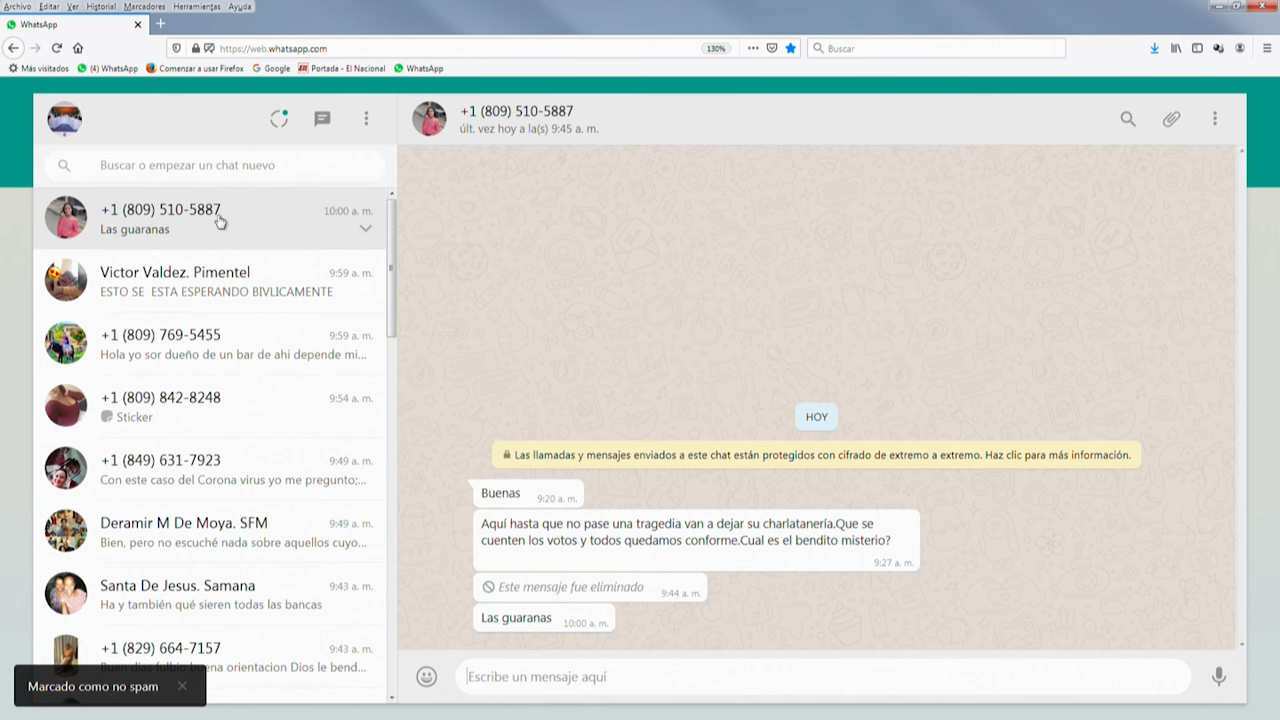 Archivo Editar Ver Historial Marcadores Herramientas Ayuda
WhatsApp
https://web.whatsapp.com
130%
Buscar
Más visitados (4) WhatsApp Comenzar a usar Firefox Google Portada - El Nacional WhatsApp
+1 (809) 510-5887
últ. vez hoy a la(s) 9:45 a. m.
Buscar o empezar un chat nuevo
+1 (809) 510-5887 10:00 a. m.
Las guaranas
Victor Valdez. Pimentel 9:59 a. m.
ESTO SE ESTA ESPERANDO BIVLICAMENTE
+1 (809) 769-5455 9:59 a. m.
Hola yo sor dueño de un bar de ahi depende mi...
+1 (809) 842-8248 9:54 a. m.
Sticker
+1 (849) 631-7923 9:49 a. m.
Con este caso del Corona virus yo me pregunto;...
Deramir M De Moya. SFM 9:49 a. m.
Bien, pero no escuché nada sobre aquellos cuyo...
Santa De Jesus. Samana 9:43 a. m.
Ha y también qué sieren todas las bancas
+1 (829) 664-7157 9:43 a. m.
Buen dias fulbio buena orientacion Dios le bend...
Marcado como no spam
HOY
Las llamadas y mensajes enviados a este chat están protegidos con cifrado de extremo a extremo. Haz clic para más información.
Buenas 9:20 a. m.
Aquí hasta que no pase una tragedia van a dejar su charlatanería.Que se
cuenten los votos y todos quedamos conforme.Cual es el bendito misterio?
9:27 a. m.
Este mensaje fue eliminado 9:44 a. m.
Las guaranas 10:00 a. m.
Escribe un mensaje aquí